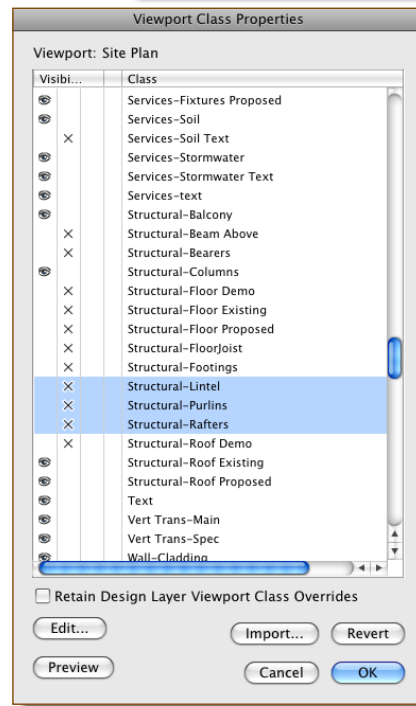 Viewport Class Properties
Viewport: Site Plan
Visibi... Class
Services-Fixtures Proposed
Services-Soil
Services-Soil Text
Services-Stormwater
Services-Stormwater Text
Services-text
Structural-Balcony
Structural-Beam Above
Structural-Bearers
Structural-Columns
Structural-Floor Demo
Structural-Floor Existing
Structural-Floor Proposed
Structural-FloorJoist
Structural-Footings
Structural-Lintel
Structural-Purlins
Structural-Rafters
Structural-Roof Demo
Structural-Roof Existing
Structural-Roof Proposed
Text
Vert Trans-Main
Vert Trans-Spec
Wall-Cladding
Retain Design Layer Viewport Class Overrides
Edit... Import... Revert
Preview Cancel OK